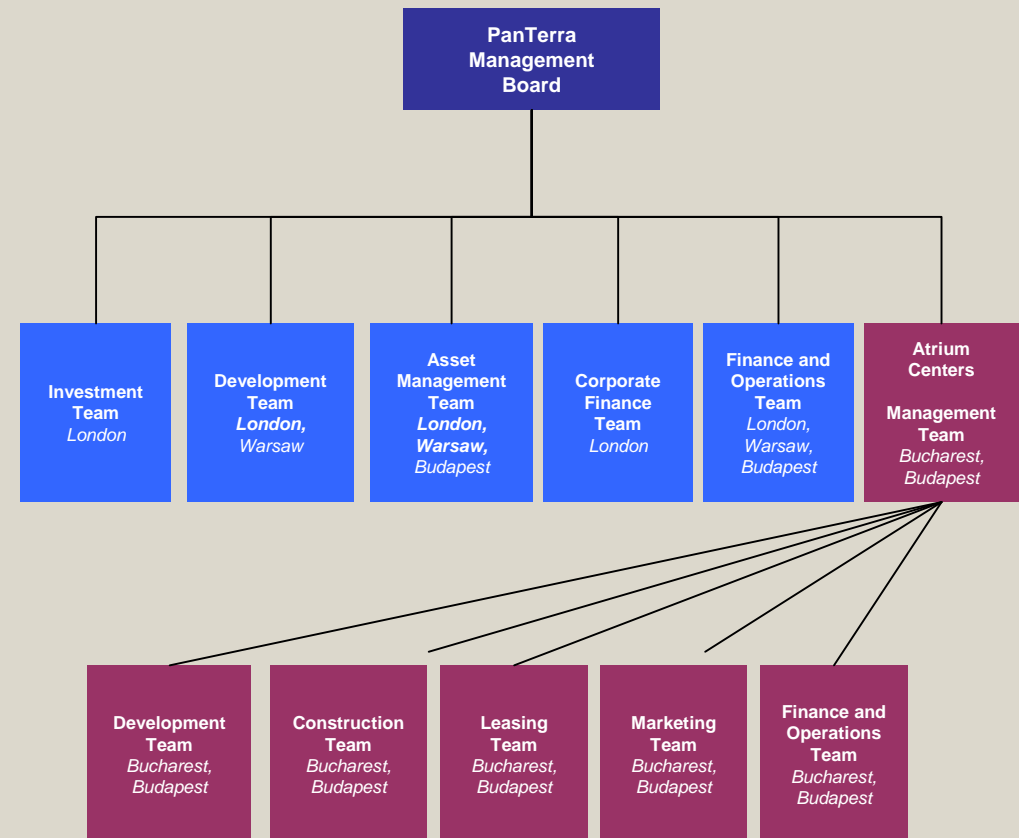 PanTerra
Management
Board
Investment
Team
London
Development
Team
London,
Warsaw
Asset
Management
Team
London,
Warsaw,
Budapest
Corporate
Finance
Team
London
Finance and
Operations
Team
London,
Warsaw,
Budapest
Atrium
Centers
Management
Team
Bucharest,
Budapest
Development
Team
Bucharest,
Budapest
Construction
Team
Bucharest,
Budapest
Leasing
Team
Bucharest,
Budapest
Marketing
Team
Bucharest,
Budapest
Finance and
Operations
Team
Bucharest,
Budapest